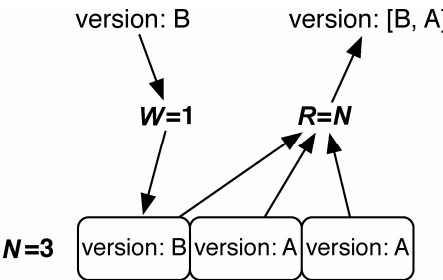 version: B
version: [B, A]
W=1
R=N
N=3
version: B
version: A
version: A